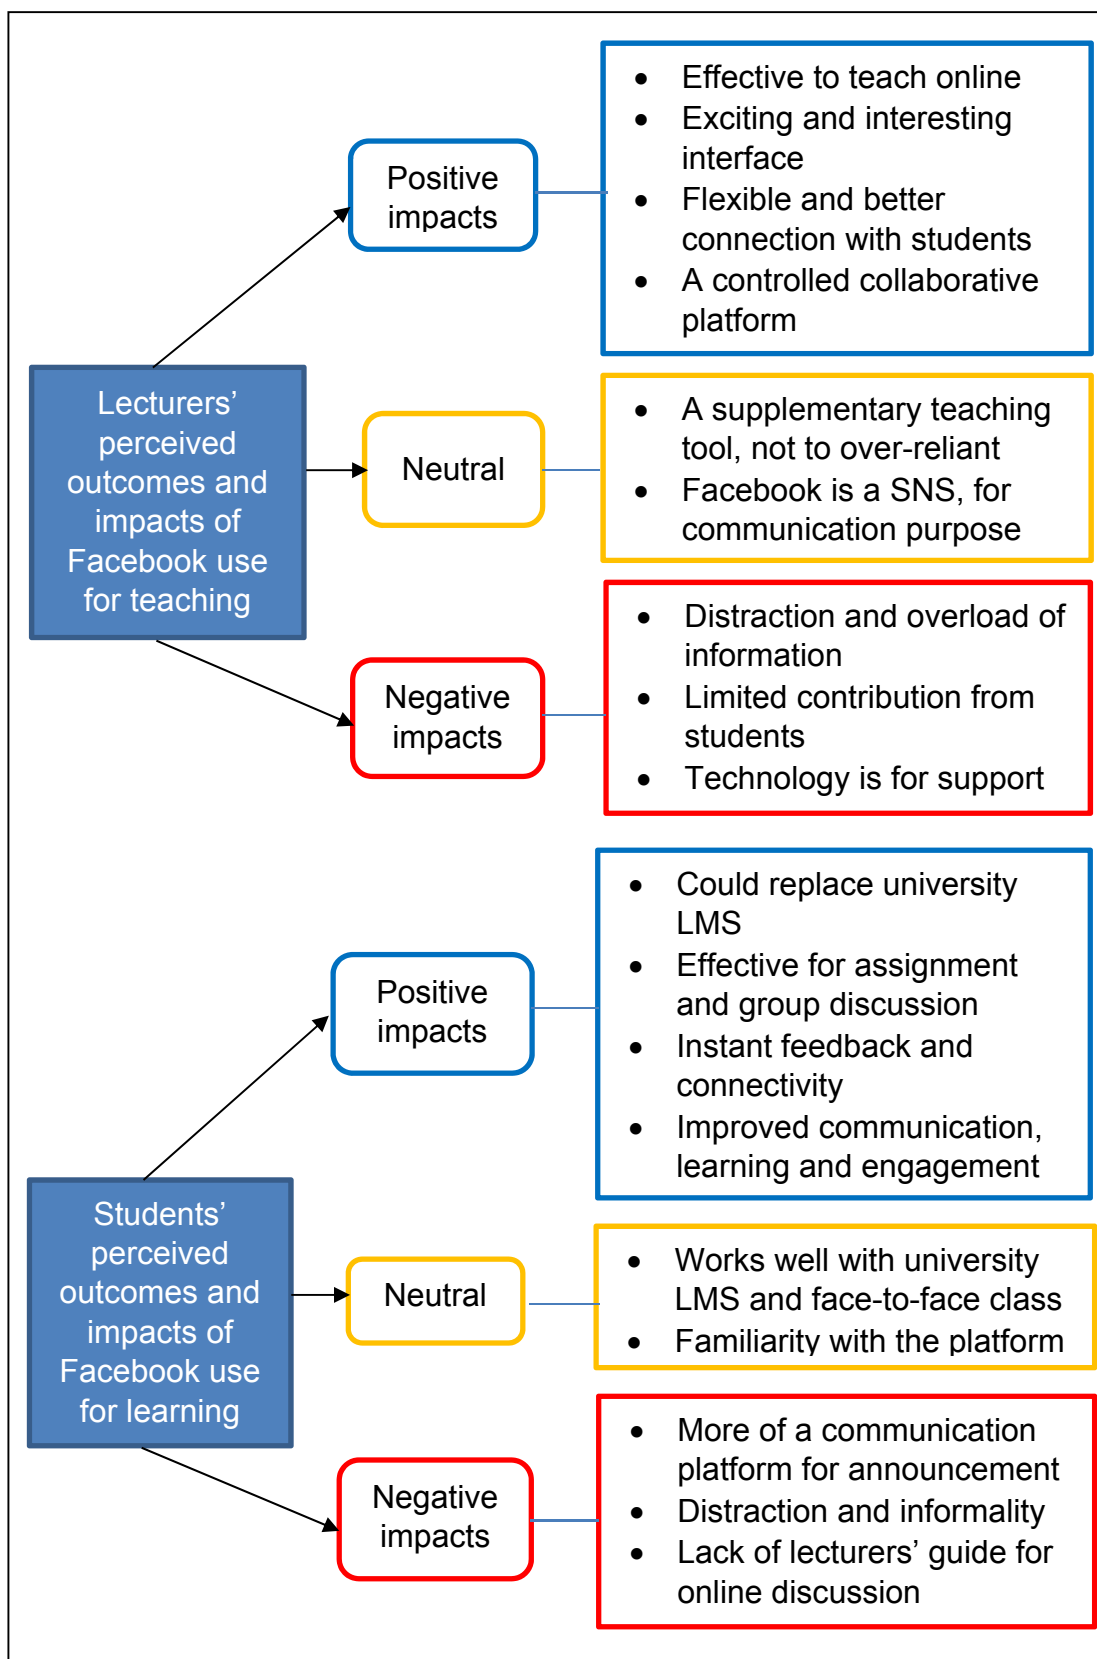 Lecturers’
perceived
outcomes and
impacts of
Facebook use
for teaching
Positive
impacts
• Effective to teach online
• Exciting and interesting
interface
• Flexible and better
connection with students
• A controlled collaborative
platform
Neutral
• A supplementary teaching
tool, not to over-reliant
• Facebook is a SNS, for
communication purpose
Negative
impacts
• Distraction and overload of
information
• Limited contribution from
students
• Technology is for support
Students’
perceived
outcomes and
impacts of
Facebook use
for learning
Positive
impacts
• Could replace university
LMS
• Effective for assignment
and group discussion
• Instant feedback and
connectivity
• Improved communication,
learning and engagement
Neutral
• Works well with university
LMS and face-to-face class
• Familiarity with the platform
Negative
impacts
• More of a communication
platform for announcement
• Distraction and informality
• Lack of lecturers’ guide for
online discussion